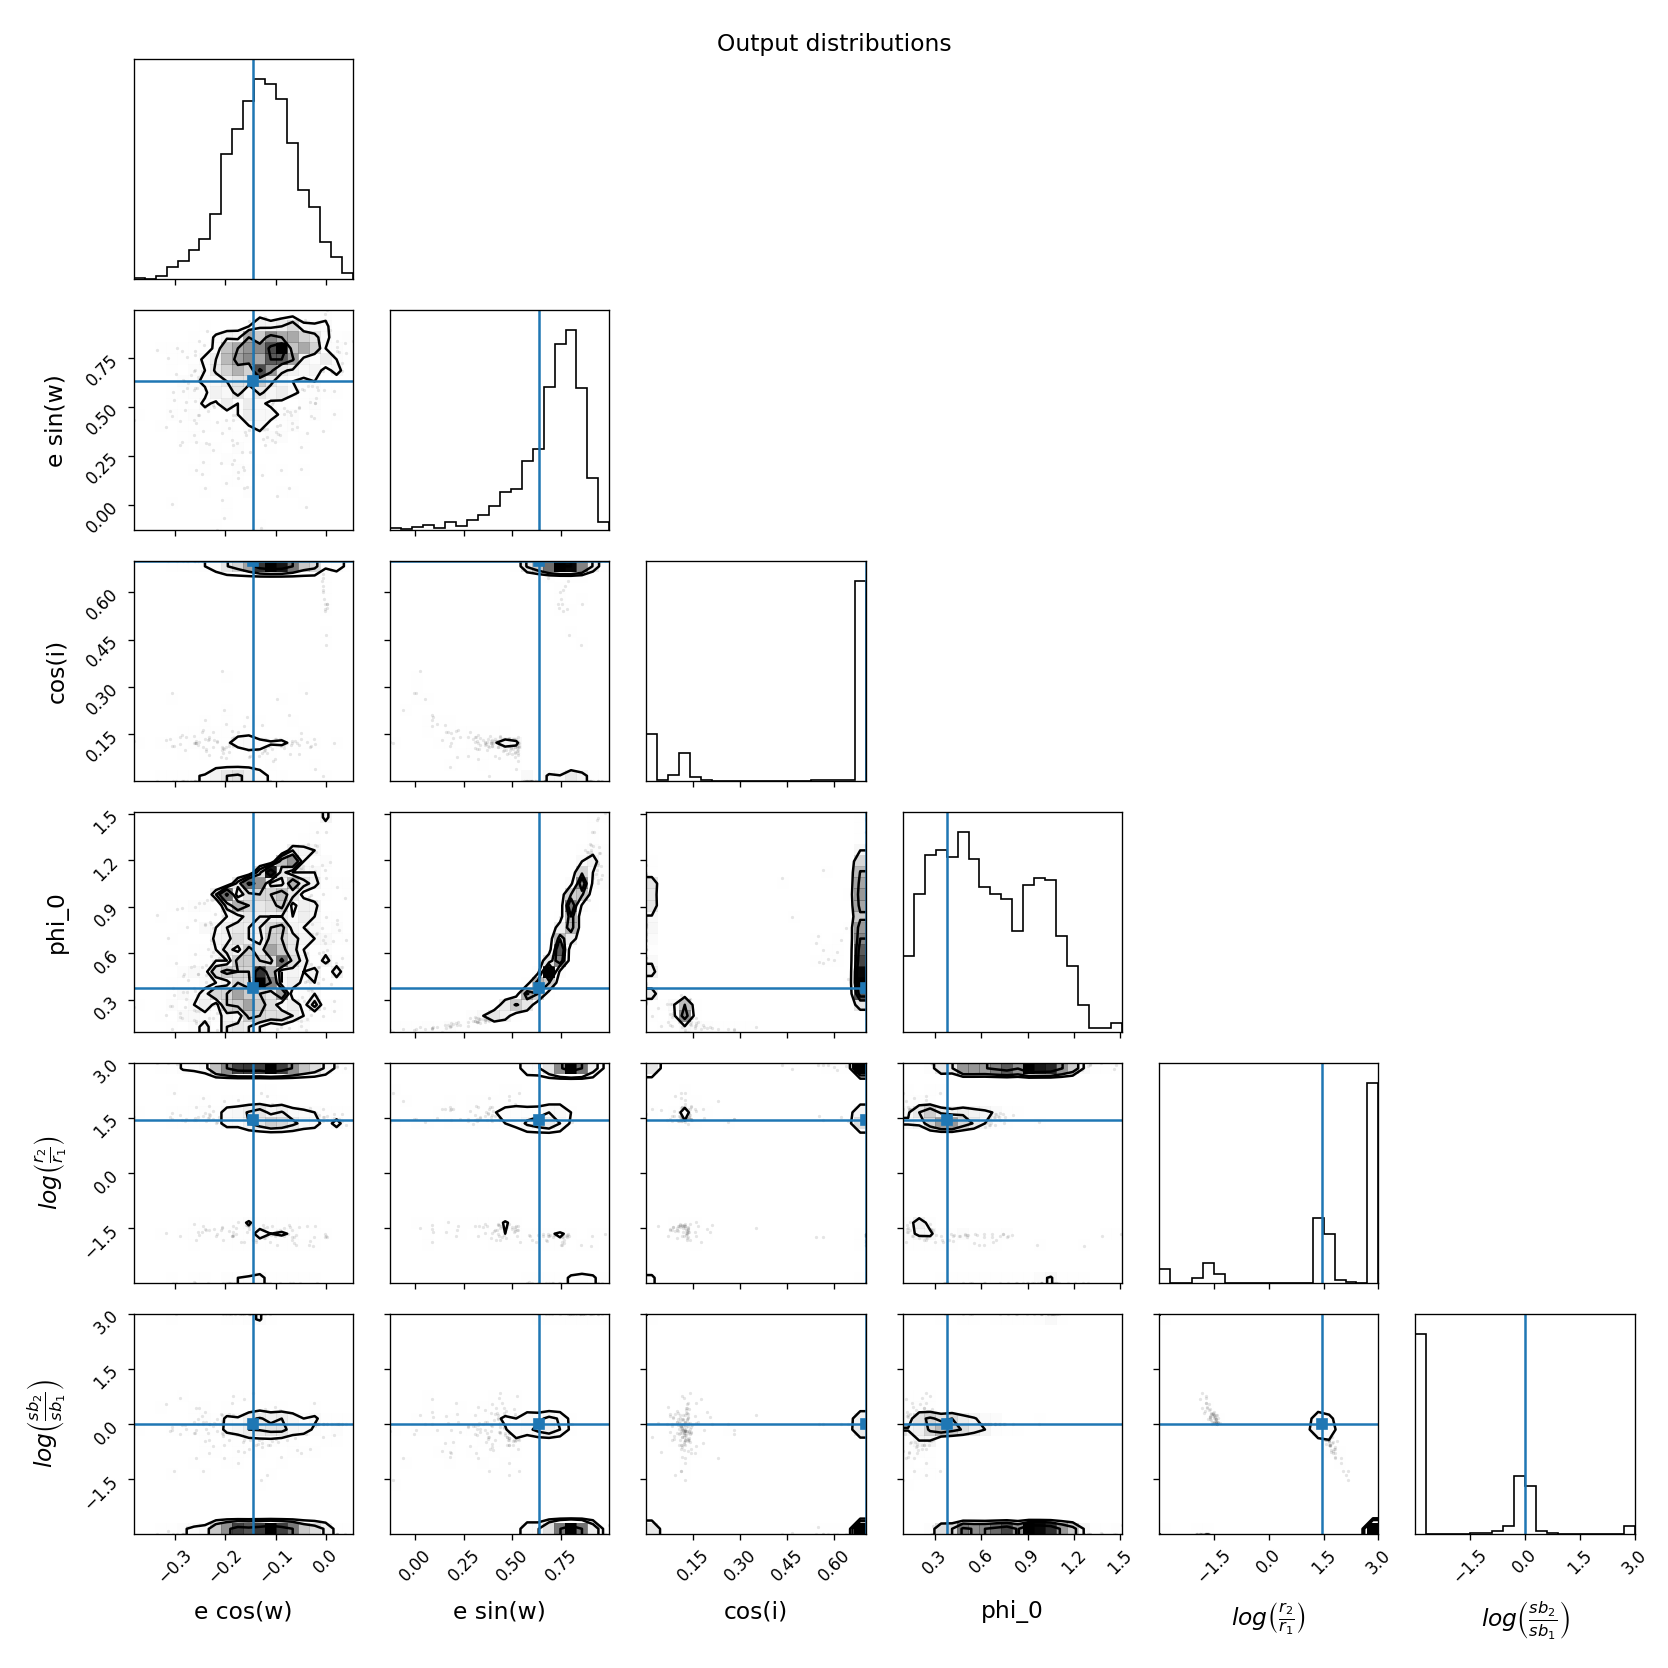 Output distributions
e sin(w)
0.75
0.50
0.25
0.00
cos(i)
0.60
0.45
0.30
0.15
phi_0
1.5
1.2
0.9
0.6
0.3
log(r2/r1)
3.0
1.5
0.0
−1.5
log(sb2/sb1)
3.0
1.5
0.0
−1.5
−0.3 −0.2 −0.1 0.0
0.00 0.25 0.50 0.75
0.15 0.30 0.45 0.60
0.3 0.6 0.9 1.2 1.5
−1.5 0.0 1.5 3.0
−1.5 0.0 1.5 3.0
e cos(w)
e sin(w)
cos(i)
phi_0
log(r2/r1)
log(sb2/sb1)